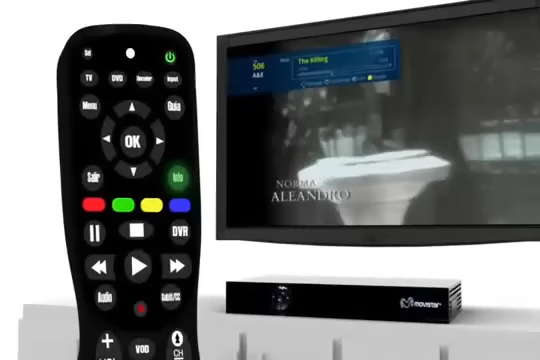 Set
TV
DVD
Decoder
Input
Menu
Guía
OK
Salir
Info
DVR
Audio
Subtit/CC
VOD
CH
506
A&E
The Killing
NORMA
ALEANDRO
movistar